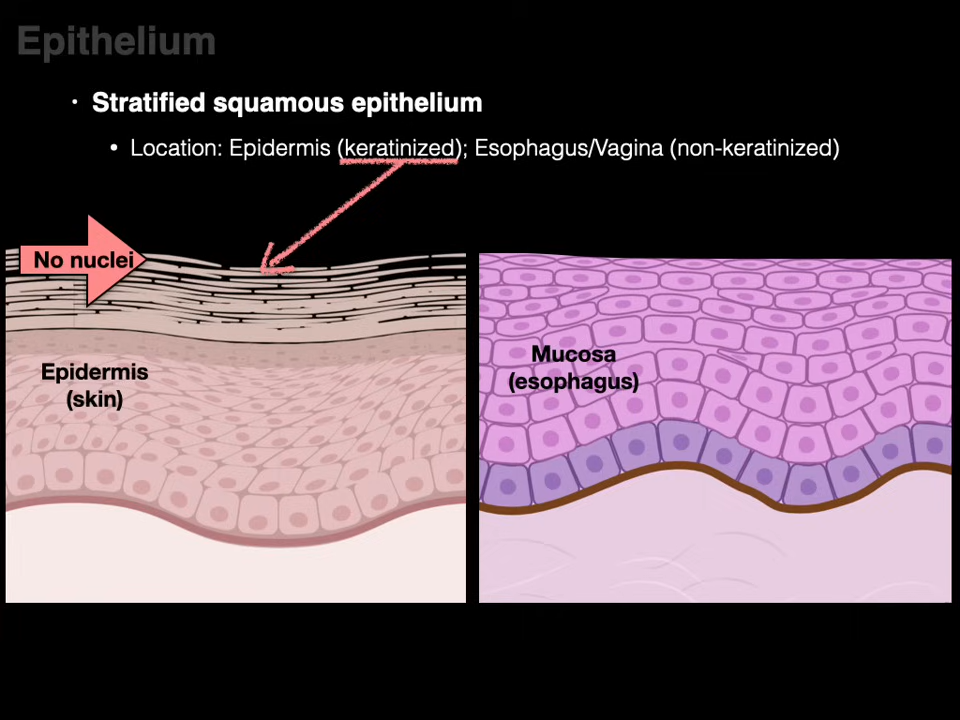 Epithelium
• Stratified squamous epithelium
• Location: Epidermis (keratinized); Esophagus/Vagina (non-keratinized)
No nuclei
Epidermis
(skin)
Mucosa
(esophagus)